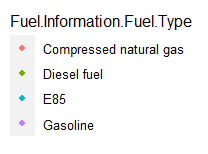 Fuel.Information.Fuel.Type
Compressed natural gas
Diesel fuel
E85
Gasoline